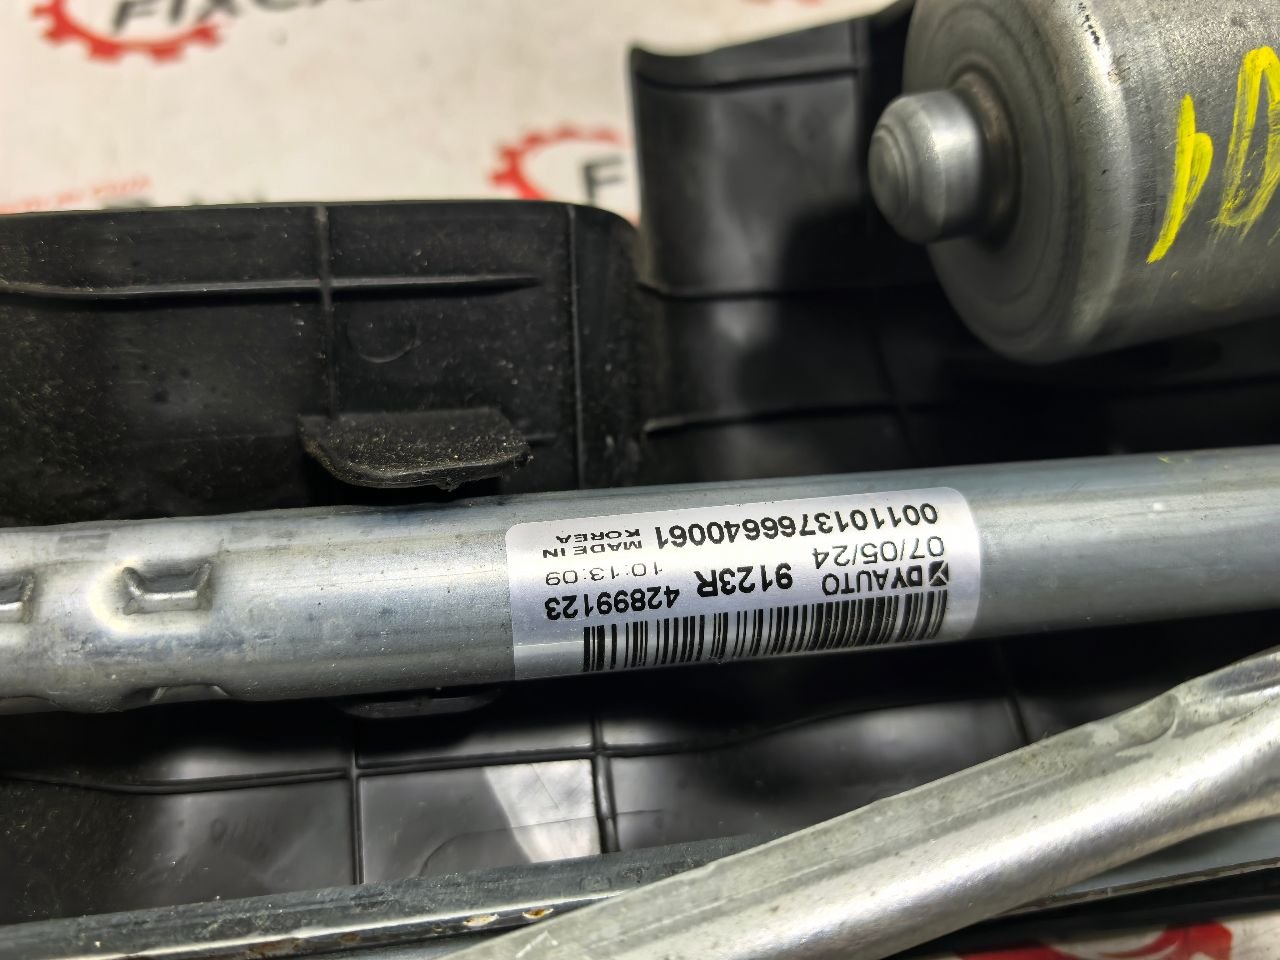 DYAUTO 9123R 42899123
07/05/24 10:13:09
0011013766640061 MADE IN KOREA